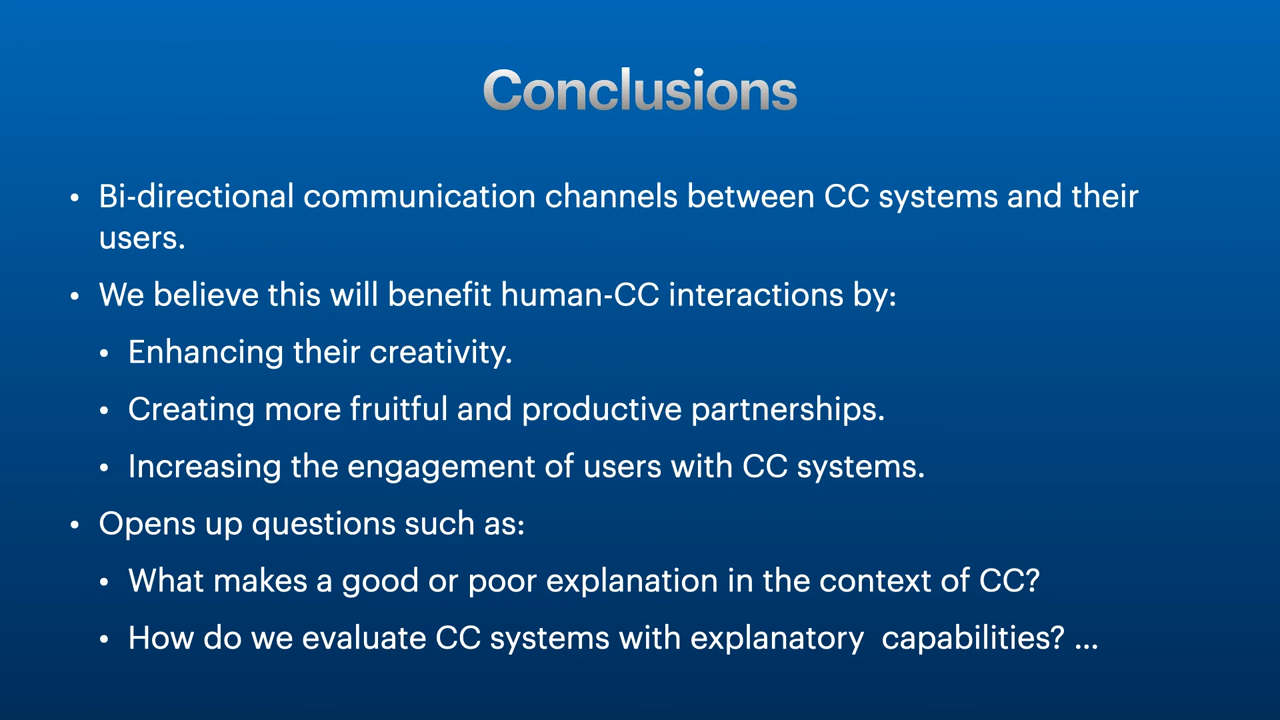 Conclusions
• Bi-directional communication channels between CC systems and their
users.
• We believe this will benefit human-CC interactions by:
• Enhancing their creativity.
• Creating more fruitful and productive partnerships.
• Increasing the engagement of users with CC systems.
• Opens up questions such as:
• What makes a good or poor explanation in the context of CC?
• How do we evaluate CC systems with explanatory  capabilities? ...